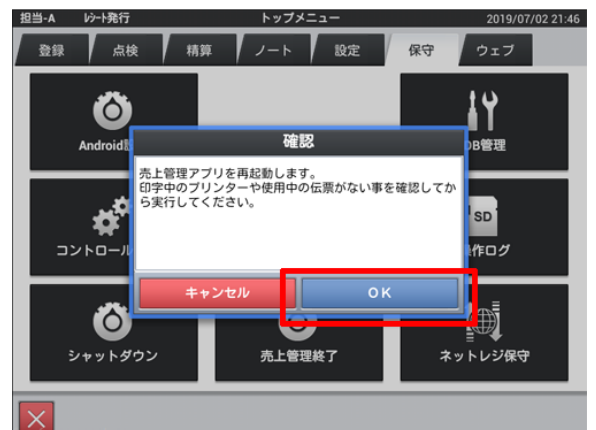 担当-A ﾚｼｰﾄ発行 トップメニュー 2019/07/02 21:46
登録 点検 精算 ノート 設定 保守 ウェブ
Android
DB管理
確認
売上管理アプリを再起動します。
印字中のプリンターや使用中の伝票がない事を確認してか
ら実行してください。
SD
コントロール
操作ログ
キャンセル OK
シャットダウン 売上管理終了 ネットレジ保守